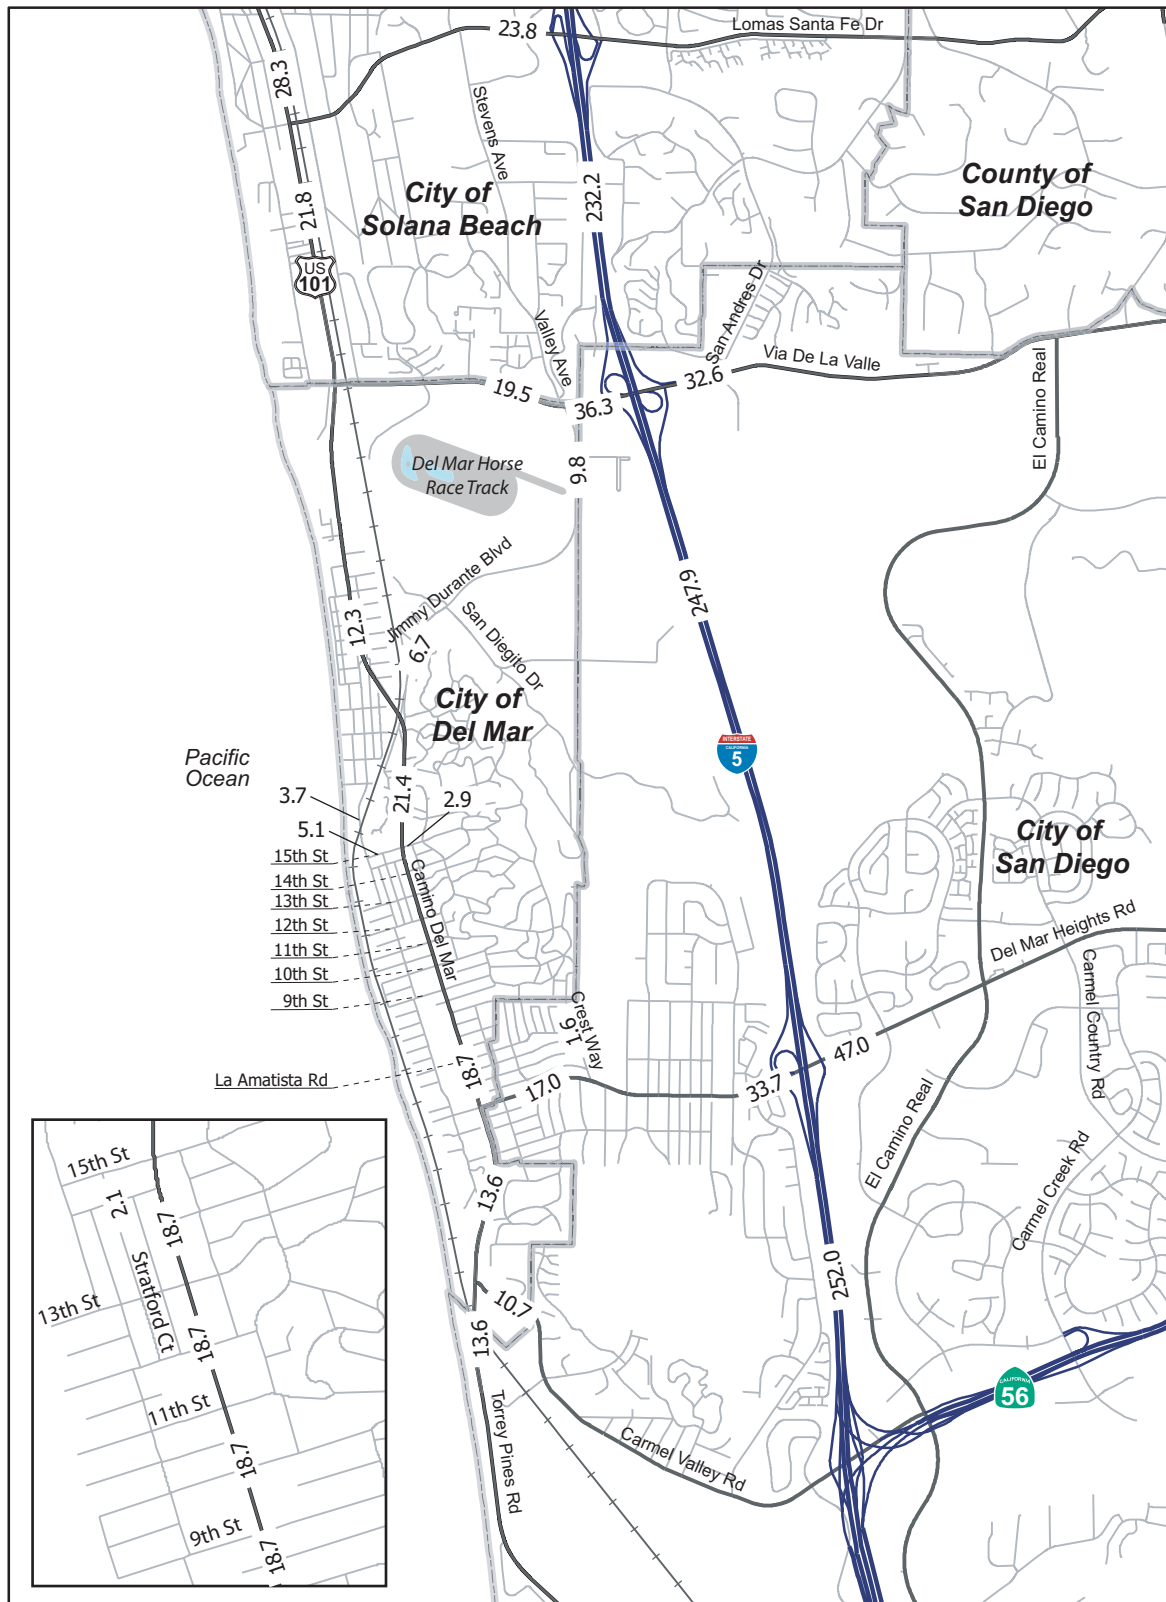 23.8
Lomas Santa Fe Dr
28.3
Stevens Ave
232.2
21.8
City of
Solana Beach
County of
San Diego
US
101
San Andres Dr
Valley Ave
Via De La Valle
El Camino Real
19.5
36.3
32.6
Del Mar Horse
Race Track
9.8
Jimmy Durante Blvd
247.9
12.3
6.7
San Diegito Dr
City of
Del Mar
Pacific
Ocean
INTERSTATE
CALIFORNIA
5
3.7
21.4
2.9
5.1
15th St
14th St
13th St
12th St
11th St
10th St
9th St
Camino Del Mar
City of
San Diego
Del Mar Heights Rd
Carmel Country Rd
Crest Way
1.6
La Amatista Rd
18.7
17.0
33.7
47.0
El Camino Real
Carmel Creek Rd
13.6
252.0
10.7
13.6
Torrey Pines Rd
Carmel Valley Rd
CALIFORNIA
56
15th St
2.1
18.7
Stratford Ct
13th St
18.7
11th St
18.7
9th St
18.7